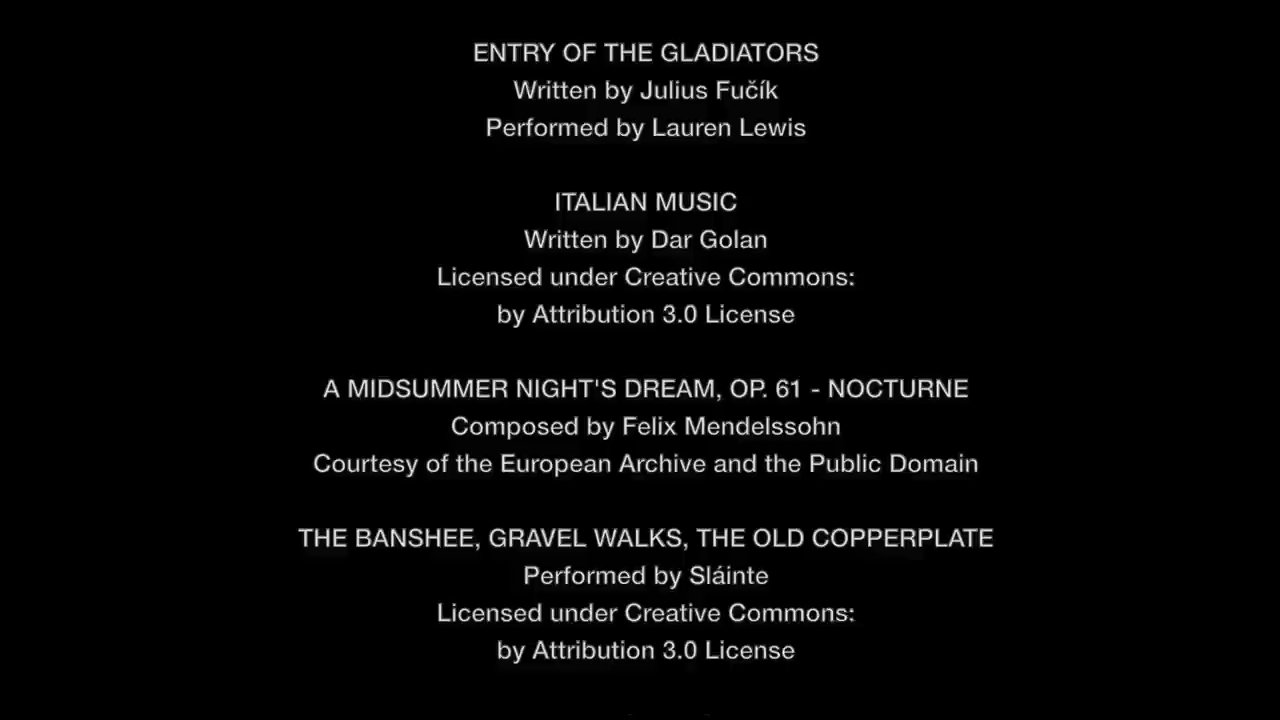 ENTRY OF THE GLADIATORS
Written by Julius Fučík
Performed by Lauren Lewis
ITALIAN MUSIC
Written by Dar Golan
Licensed under Creative Commons:
by Attribution 3.0 License
A MIDSUMMER NIGHT'S DREAM, OP. 61 - NOCTURNE
Composed by Felix Mendelssohn
Courtesy of the European Archive and the Public Domain
THE BANSHEE, GRAVEL WALKS, THE OLD COPPERPLATE
Performed by Sláinte
Licensed under Creative Commons:
by Attribution 3.0 License